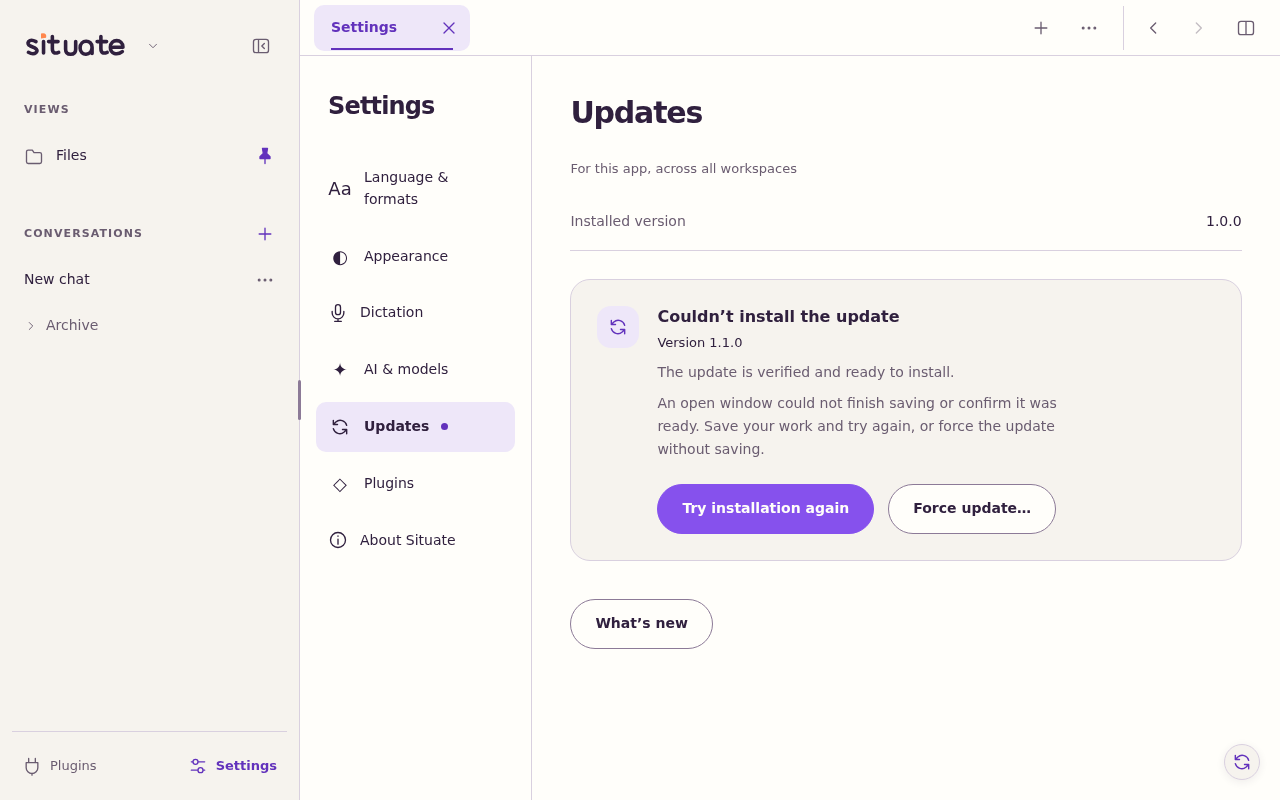 situate
VIEWS
Files
CONVERSATIONS
New chat
Archive
Plugins
Settings
Settings
Settings
Aa
Language &
formats
Appearance
Dictation
AI & models
Updates
Plugins
About Situate
Updates
For this app, across all workspaces
Installed version
1.0.0
Couldn’t install the update
Version 1.1.0
The update is verified and ready to install.
An open window could not finish saving or confirm it was
ready. Save your work and try again, or force the update
without saving.
Try installation again
Force update…
What’s new